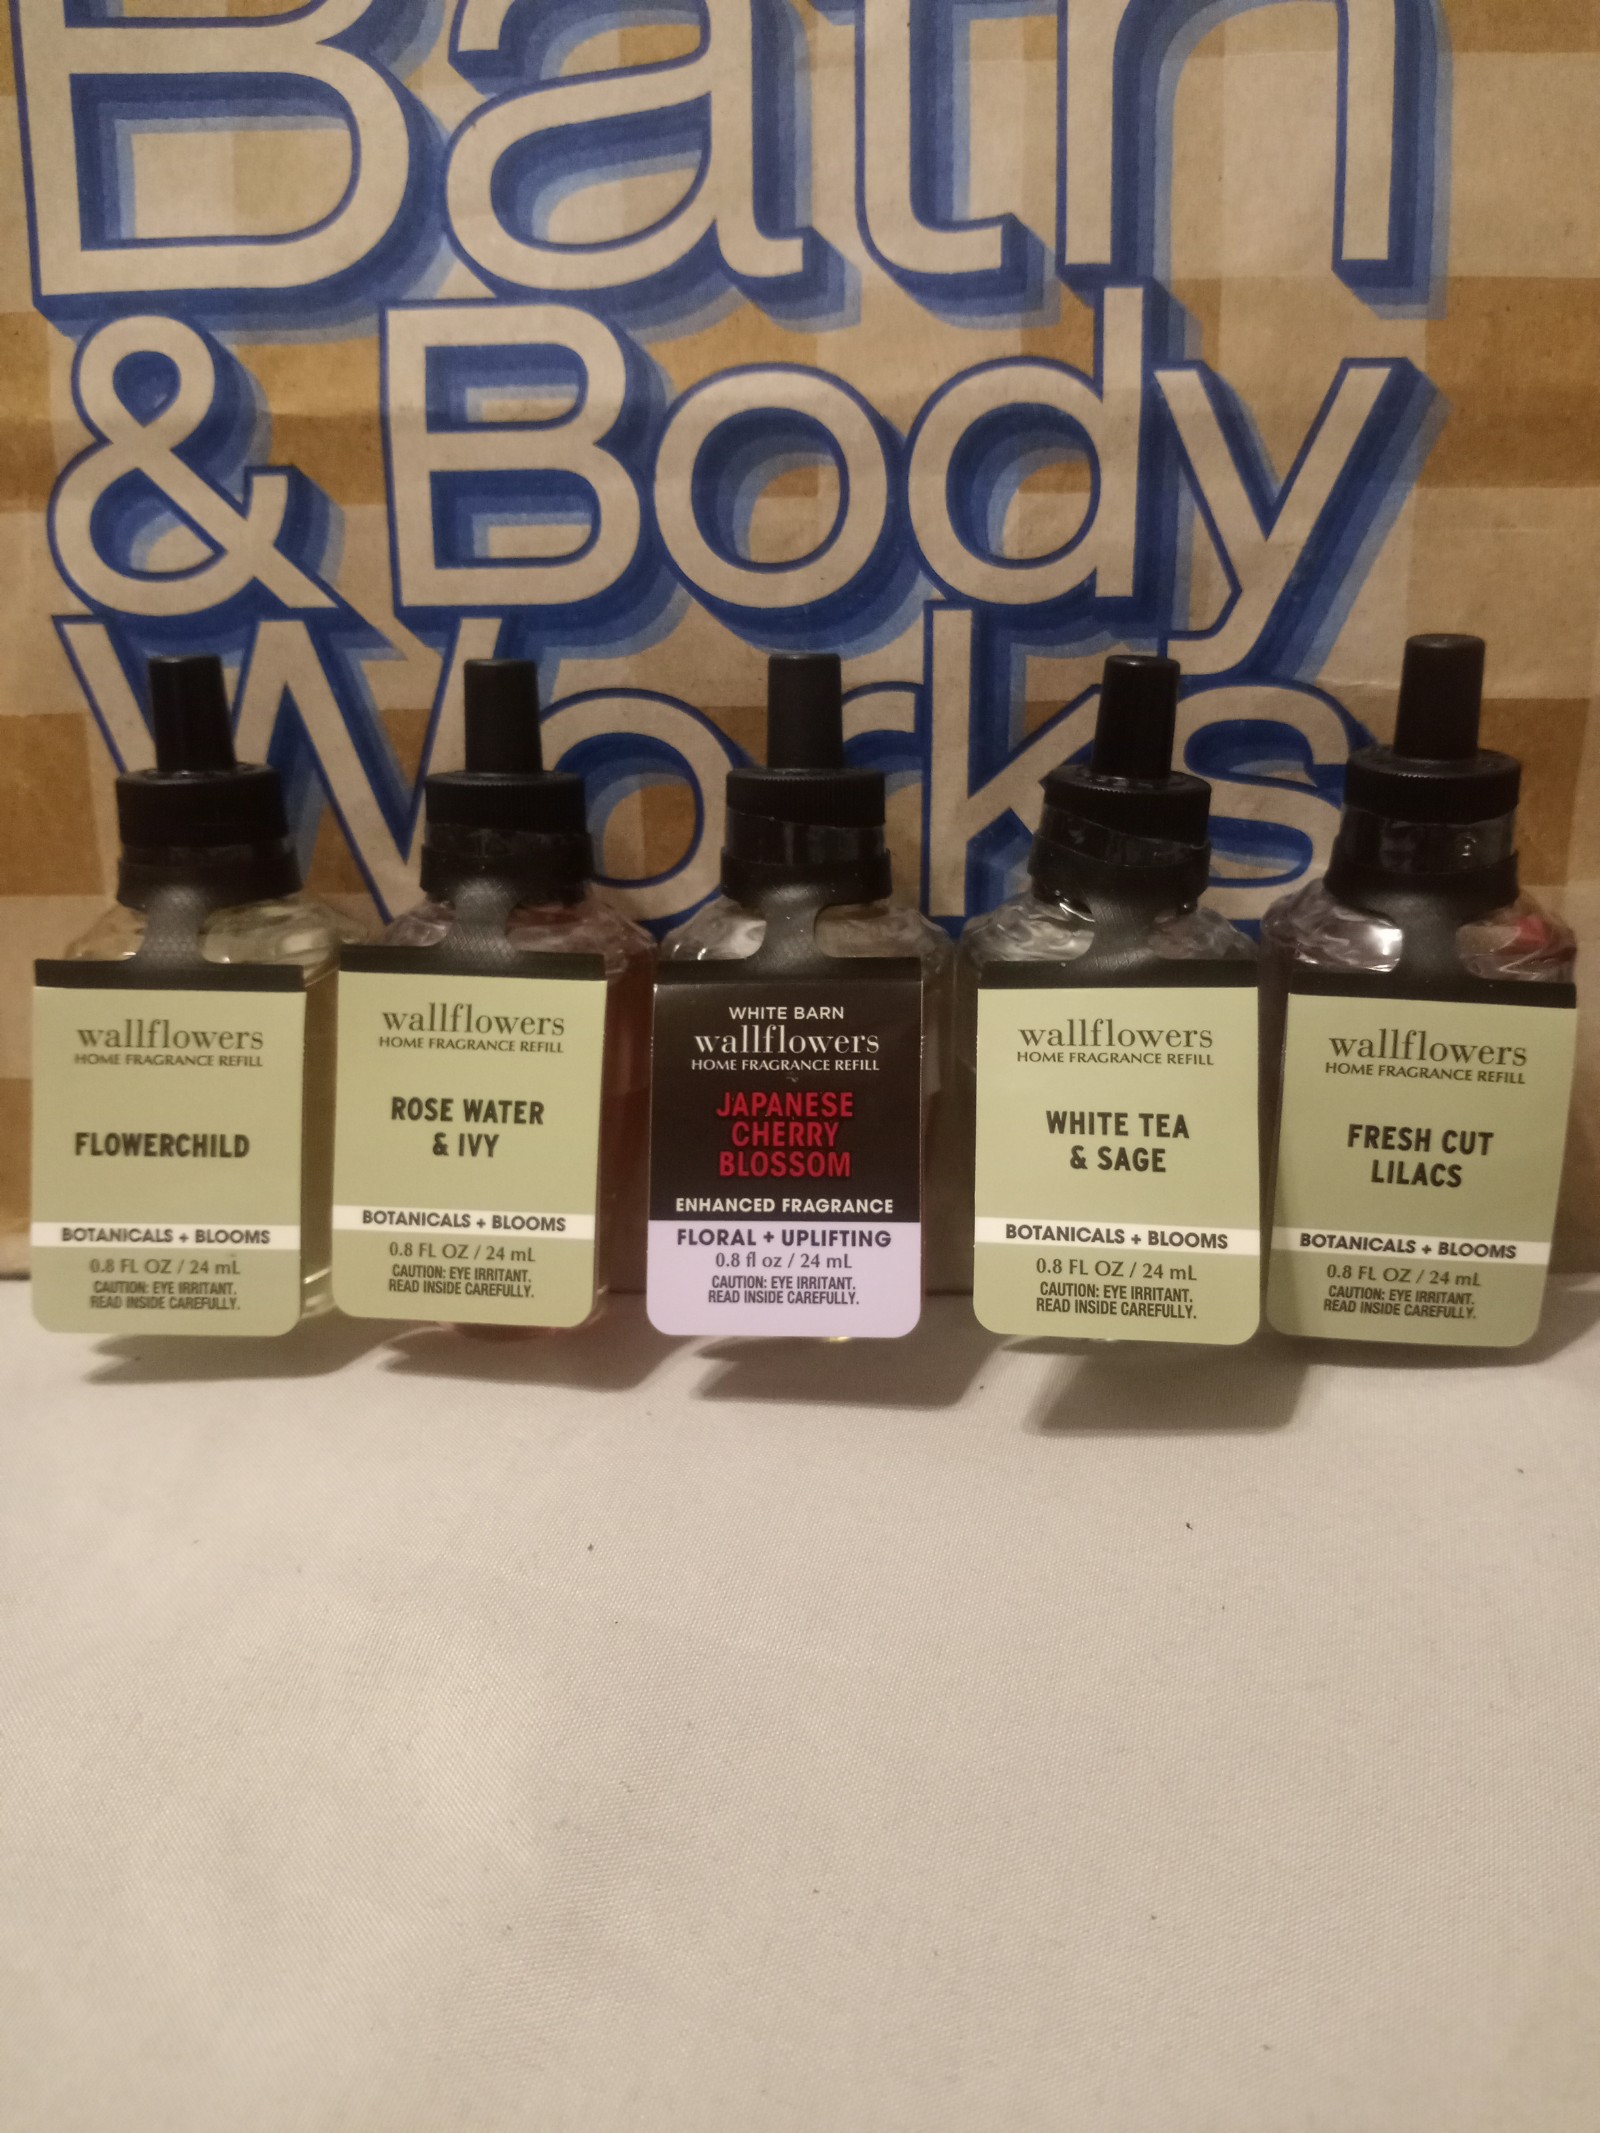 Bath
& Body
Works
wallflowers
HOME FRAGRANCE REFILL
FLOWERCHILD
BOTANICALS + BLOOMS
0.8 FL OZ / 24 mL
CAUTION: EYE IRRITANT.
READ INSIDE CAREFULLY.
wallflowers
HOME FRAGRANCE REFILL
ROSE WATER
& IVY
BOTANICALS + BLOOMS
0.8 FL OZ / 24 mL
CAUTION: EYE IRRITANT.
READ INSIDE CAREFULLY.
WHITE BARN
wallflowers
HOME FRAGRANCE REFILL
JAPANESE
CHERRY
BLOSSOM
ENHANCED FRAGRANCE
FLORAL + UPLIFTING
0.8 fl oz / 24 mL
CAUTION: EYE IRRITANT.
READ INSIDE CAREFULLY.
wallflowers
HOME FRAGRANCE REFILL
WHITE TEA
& SAGE
BOTANICALS + BLOOMS
0.8 FL OZ / 24 mL
CAUTION: EYE IRRITANT.
READ INSIDE CAREFULLY.
wallflowers
HOME FRAGRANCE REFILL
FRESH CUT
LILACS
BOTANICALS + BLOOMS
0.8 FL OZ / 24 mL
CAUTION: EYE IRRITANT.
READ INSIDE CAREFULLY.